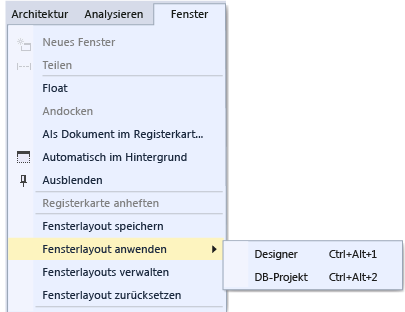 Architektur Analysieren Fenster
Neues Fenster
Teilen
Float
Andocken
Als Dokument im Registerkart...
Automatisch im Hintergrund
Ausblenden
Registerkarte anheften
Fensterlayout speichern
Fensterlayout anwenden
Designer Ctrl+Alt+1
DB-Projekt Ctrl+Alt+2
Fensterlayouts verwalten
Fensterlayout zurücksetzen